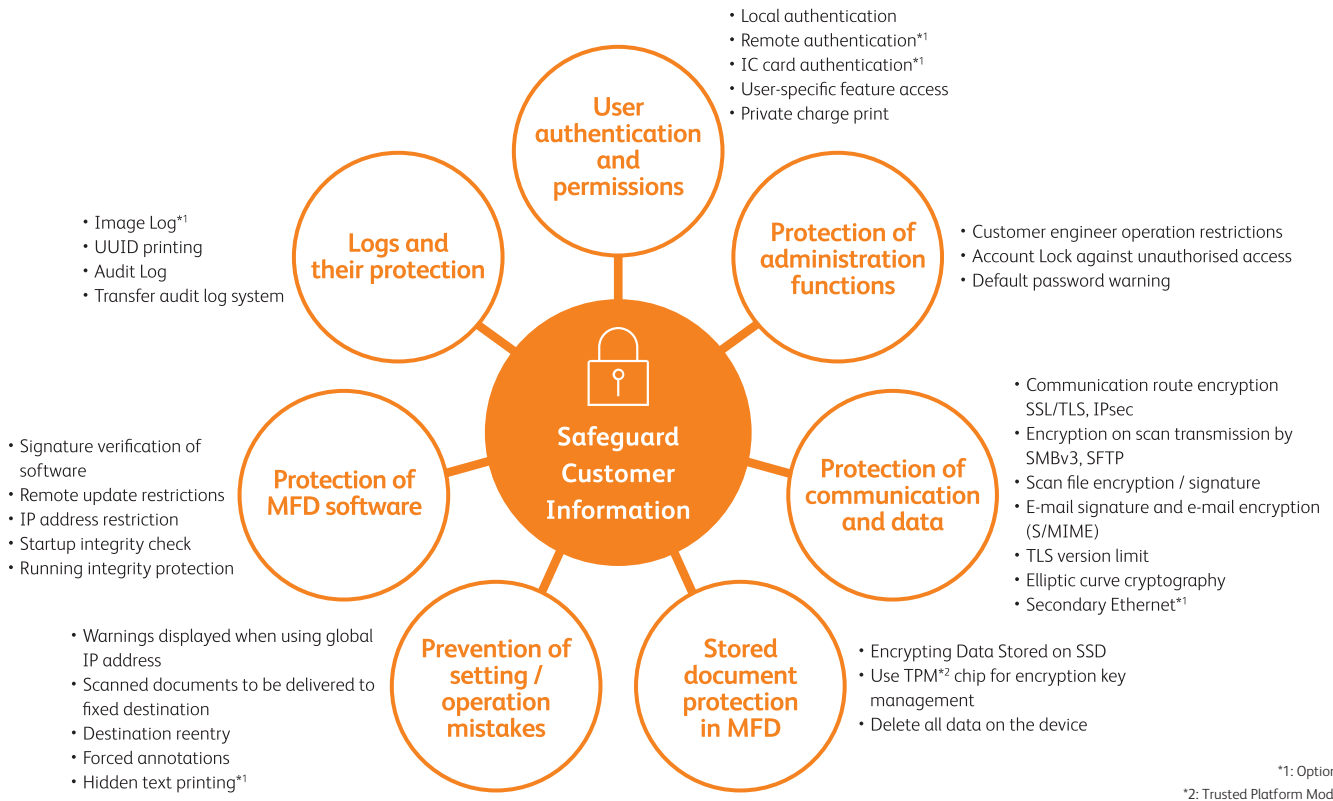 • Local authentication
• Remote authentication*1
• IC card authentication*1
• User-specific feature access
• Private charge print
User
authentication
and
permissions
• Image Log*1
• UUID printing
• Audit Log
• Transfer audit log system
Logs and
their protection
Protection of
administration
functions
• Customer engineer operation restrictions
• Account Lock against unauthorised access
• Default password warning
Safeguard
Customer
Information
• Signature verification of
software
• Remote update restrictions
• IP address restriction
• Startup integrity check
• Running integrity protection
Protection of
MFD software
Protection of
communication
and data
• Communication route encryption
SSL/TLS, IPsec
• Encryption on scan transmission by
SMBv3, SFTP
• Scan file encryption / signature
• E-mail signature and e-mail encryption
(S/MIME)
• TLS version limit
• Elliptic curve cryptography
• Secondary Ethernet*1
• Warnings displayed when using global
IP address
• Scanned documents to be delivered to
fixed destination
• Destination reentry
• Forced annotations
• Hidden text printing*1
Prevention of
setting /
operation
mistakes
Stored
document
protection
in MFD
• Encrypting Data Stored on SSD
• Use TPM*2 chip for encryption key
management
• Delete all data on the device
*1: Option
*2: Trusted Platform Mod